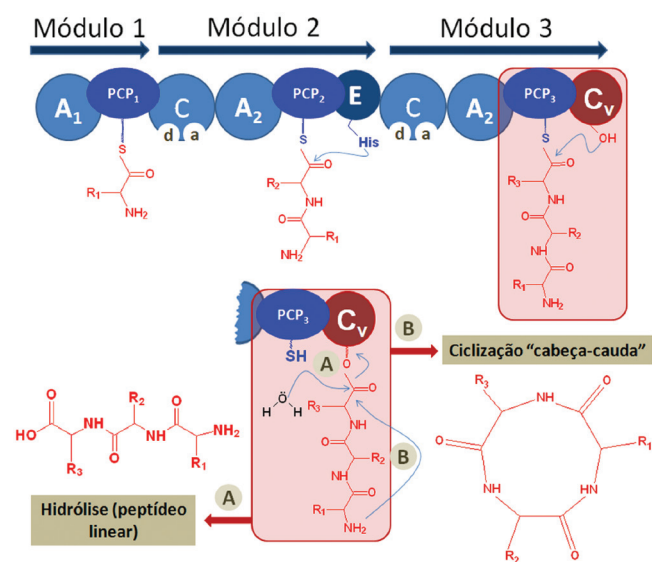 Módulo 1 Módulo 2 Módulo 3
A1 PCP1 C A2 PCP2 E C A2 PCP3 Cv
d a His d a
S S S OH
O O O
R1 R2 R3
NH2 NH NH
O O
R1 R2
NH2 NH
O
R1
NH2
PCP3 Cv
B
SH
A
O
Ciclização “cabeça-cauda”
Ö
H H
O
R3
NH
O
R2
B
NH
O
R1
NH2
O R2 O
HO NH NH NH2
R3 O R1
A
Hidrólise (peptídeo
linear)
R3 O
NH
O R1
NH HN
R2 O